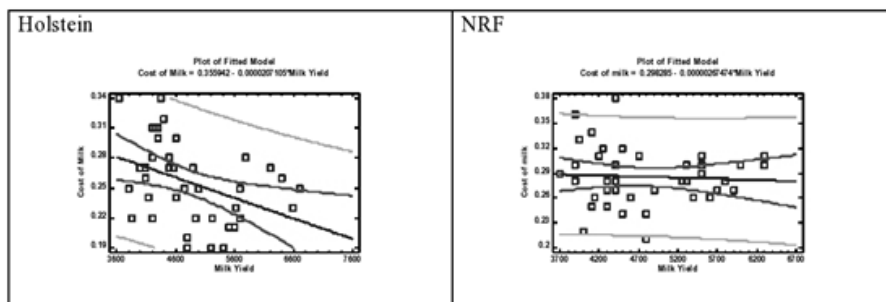 Holstein
Plot of Fitted Model
Cost of Milk = 0.355942 - 0.0000207105*Milk Yield
0.34
0.31
0.28
0.25
0.22
0.19
Cost of Milk
3600 4600 5600 6600 7600
Milk Yield
NRF
Plot of Fitted Model
Cost of milk = 0.298285 - 0.00000267474*Milk Yield
0.38
0.35
0.32
0.29
0.26
0.23
0.2
Cost of milk
3700 4200 4700 5200 5700 6200 6700
Milk Yield